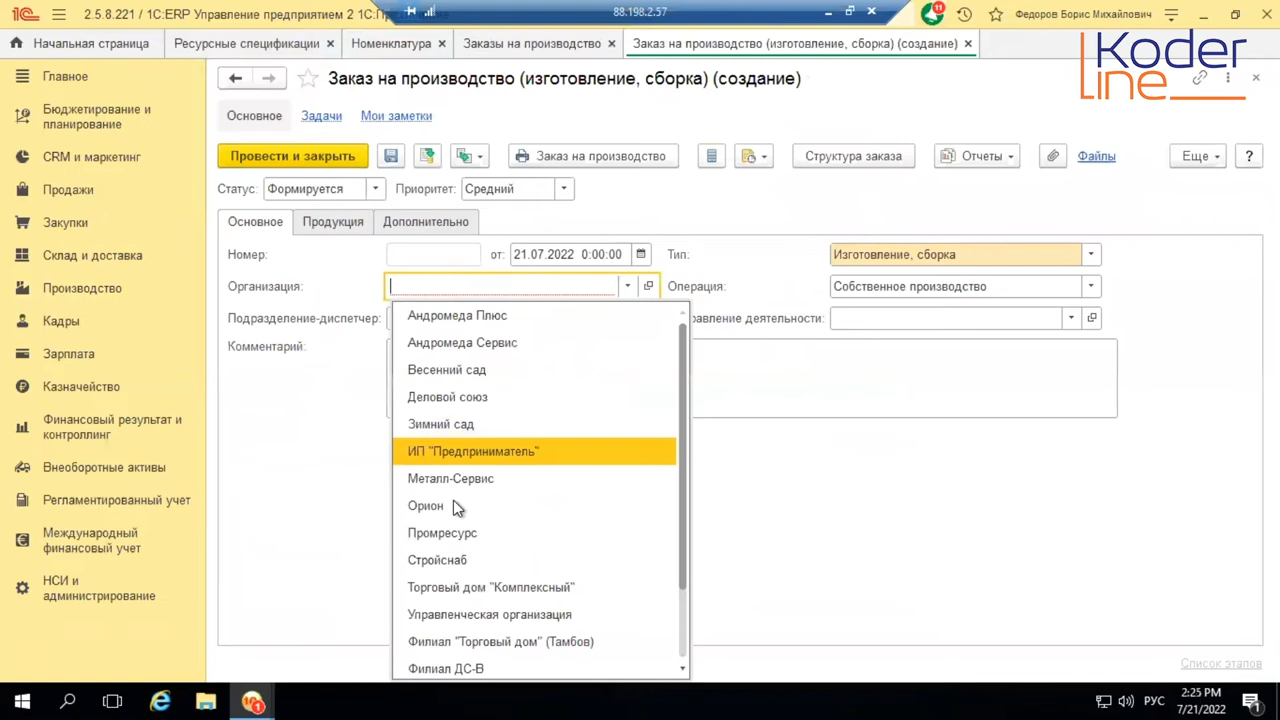 2.5.8.221 / 1C:ERP Управление предприятием 2 1С:П
88.198.2.57
11
Федоров Борис Михайлович
Начальная страница
Ресурсные спецификации
Номенклатура
Заказы на производство
Заказ на производство (изготовление, сборка) (создание)
Koder
line
Главное
Бюджетирование и
планирование
CRM и маркетинг
Продажи
Закупки
Склад и доставка
Производство
Кадры
Зарплата
Казначейство
Финансовый результат и
контроллинг
Внеоборотные активы
Регламентированный учет
Международный
финансовый учет
НСИ и
администрирование
Заказ на производство (изготовление, сборка) (создание)
Основное Задачи Мои заметки
Провести и закрыть Заказ на производство Структура заказа Отчеты Файлы Еще ?
Статус: Формируется Приоритет: Средний
Основное Продукция Дополнительно
Номер: от: 21.07.2022 0:00:00 Тип: Изготовление, сборка
Организация: Операция: Собственное производство
Подразделение-диспетчер: равление деятельности:
Комментарий:
Андромеда Плюс
Андромеда Сервис
Весенний сад
Деловой союз
Зимний сад
ИП "Предприниматель"
Металл-Сервис
Орион
Промресурс
Стройснаб
Торговый дом "Комплексный"
Управленческая организация
Филиал "Торговый дом" (Тамбов)
Филиал ДС-В
Список этапов
РУС
2:25 PM
7/21/2022
1
1